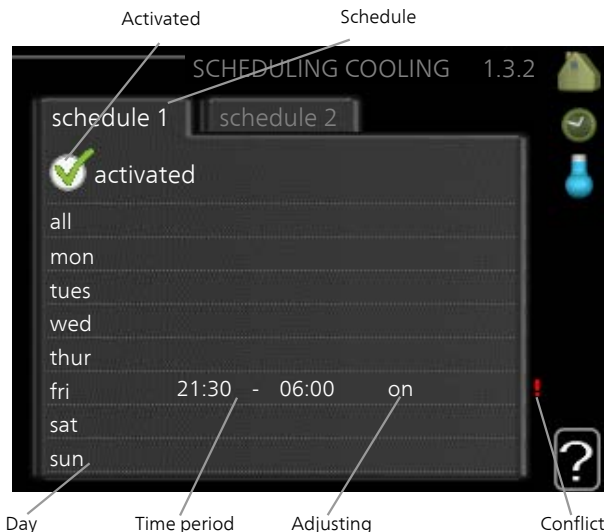 Activated Schedule
SCHEDULING COOLING 1.3.2
schedule 1 schedule 2
activated
all
mon
tues
wed
thur
fri 21:30 - 06:00 on !
sat
sun
?
Day Time period Adjusting Conflict